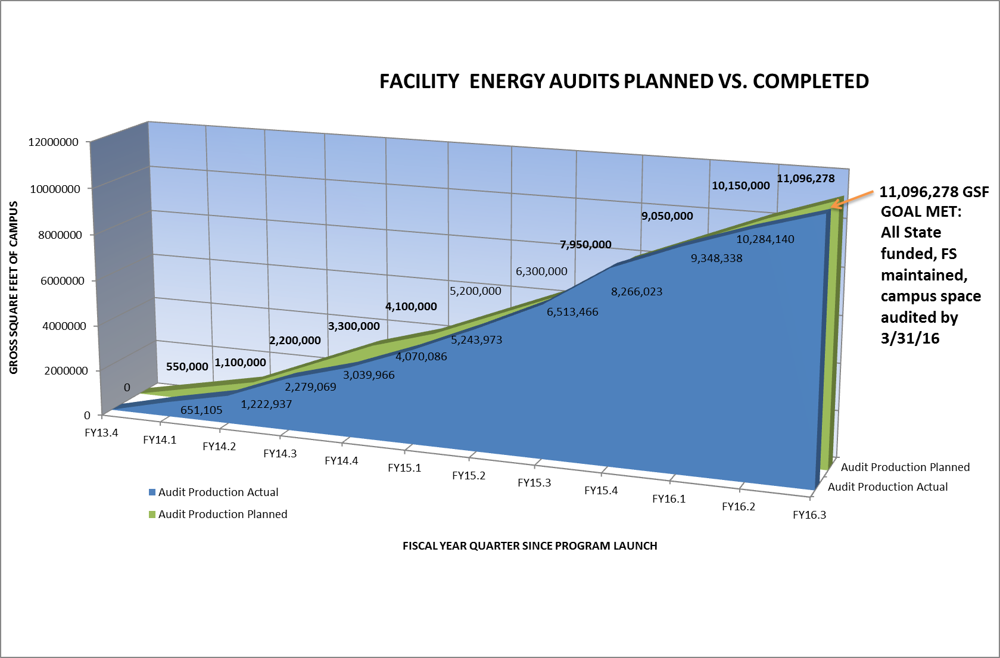 FACILITY  ENERGY AUDITS PLANNED VS. COMPLETED
GROSS SQUARE FEET OF CAMPUS
12000000
10000000
8000000
6000000
4000000
2000000
0
0
550,000
1,100,000
2,200,000
3,300,000
4,100,000
5,200,000
6,300,000
7,950,000
9,050,000
10,150,000
11,096,278
651,105
1,222,937
2,279,069
3,039,966
4,070,086
5,243,973
6,513,466
8,266,023
9,348,338
10,284,140
11,096,278 GSF
GOAL MET:
All State
funded, FS
maintained,
campus space
audited by
3/31/16
FY13.4
FY14.1
FY14.2
FY14.3
FY14.4
FY15.1
FY15.2
FY15.3
FY15.4
FY16.1
FY16.2
FY16.3
Audit Production Planned
Audit Production Actual
Audit Production Actual
Audit Production Planned
FISCAL YEAR QUARTER SINCE PROGRAM LAUNCH